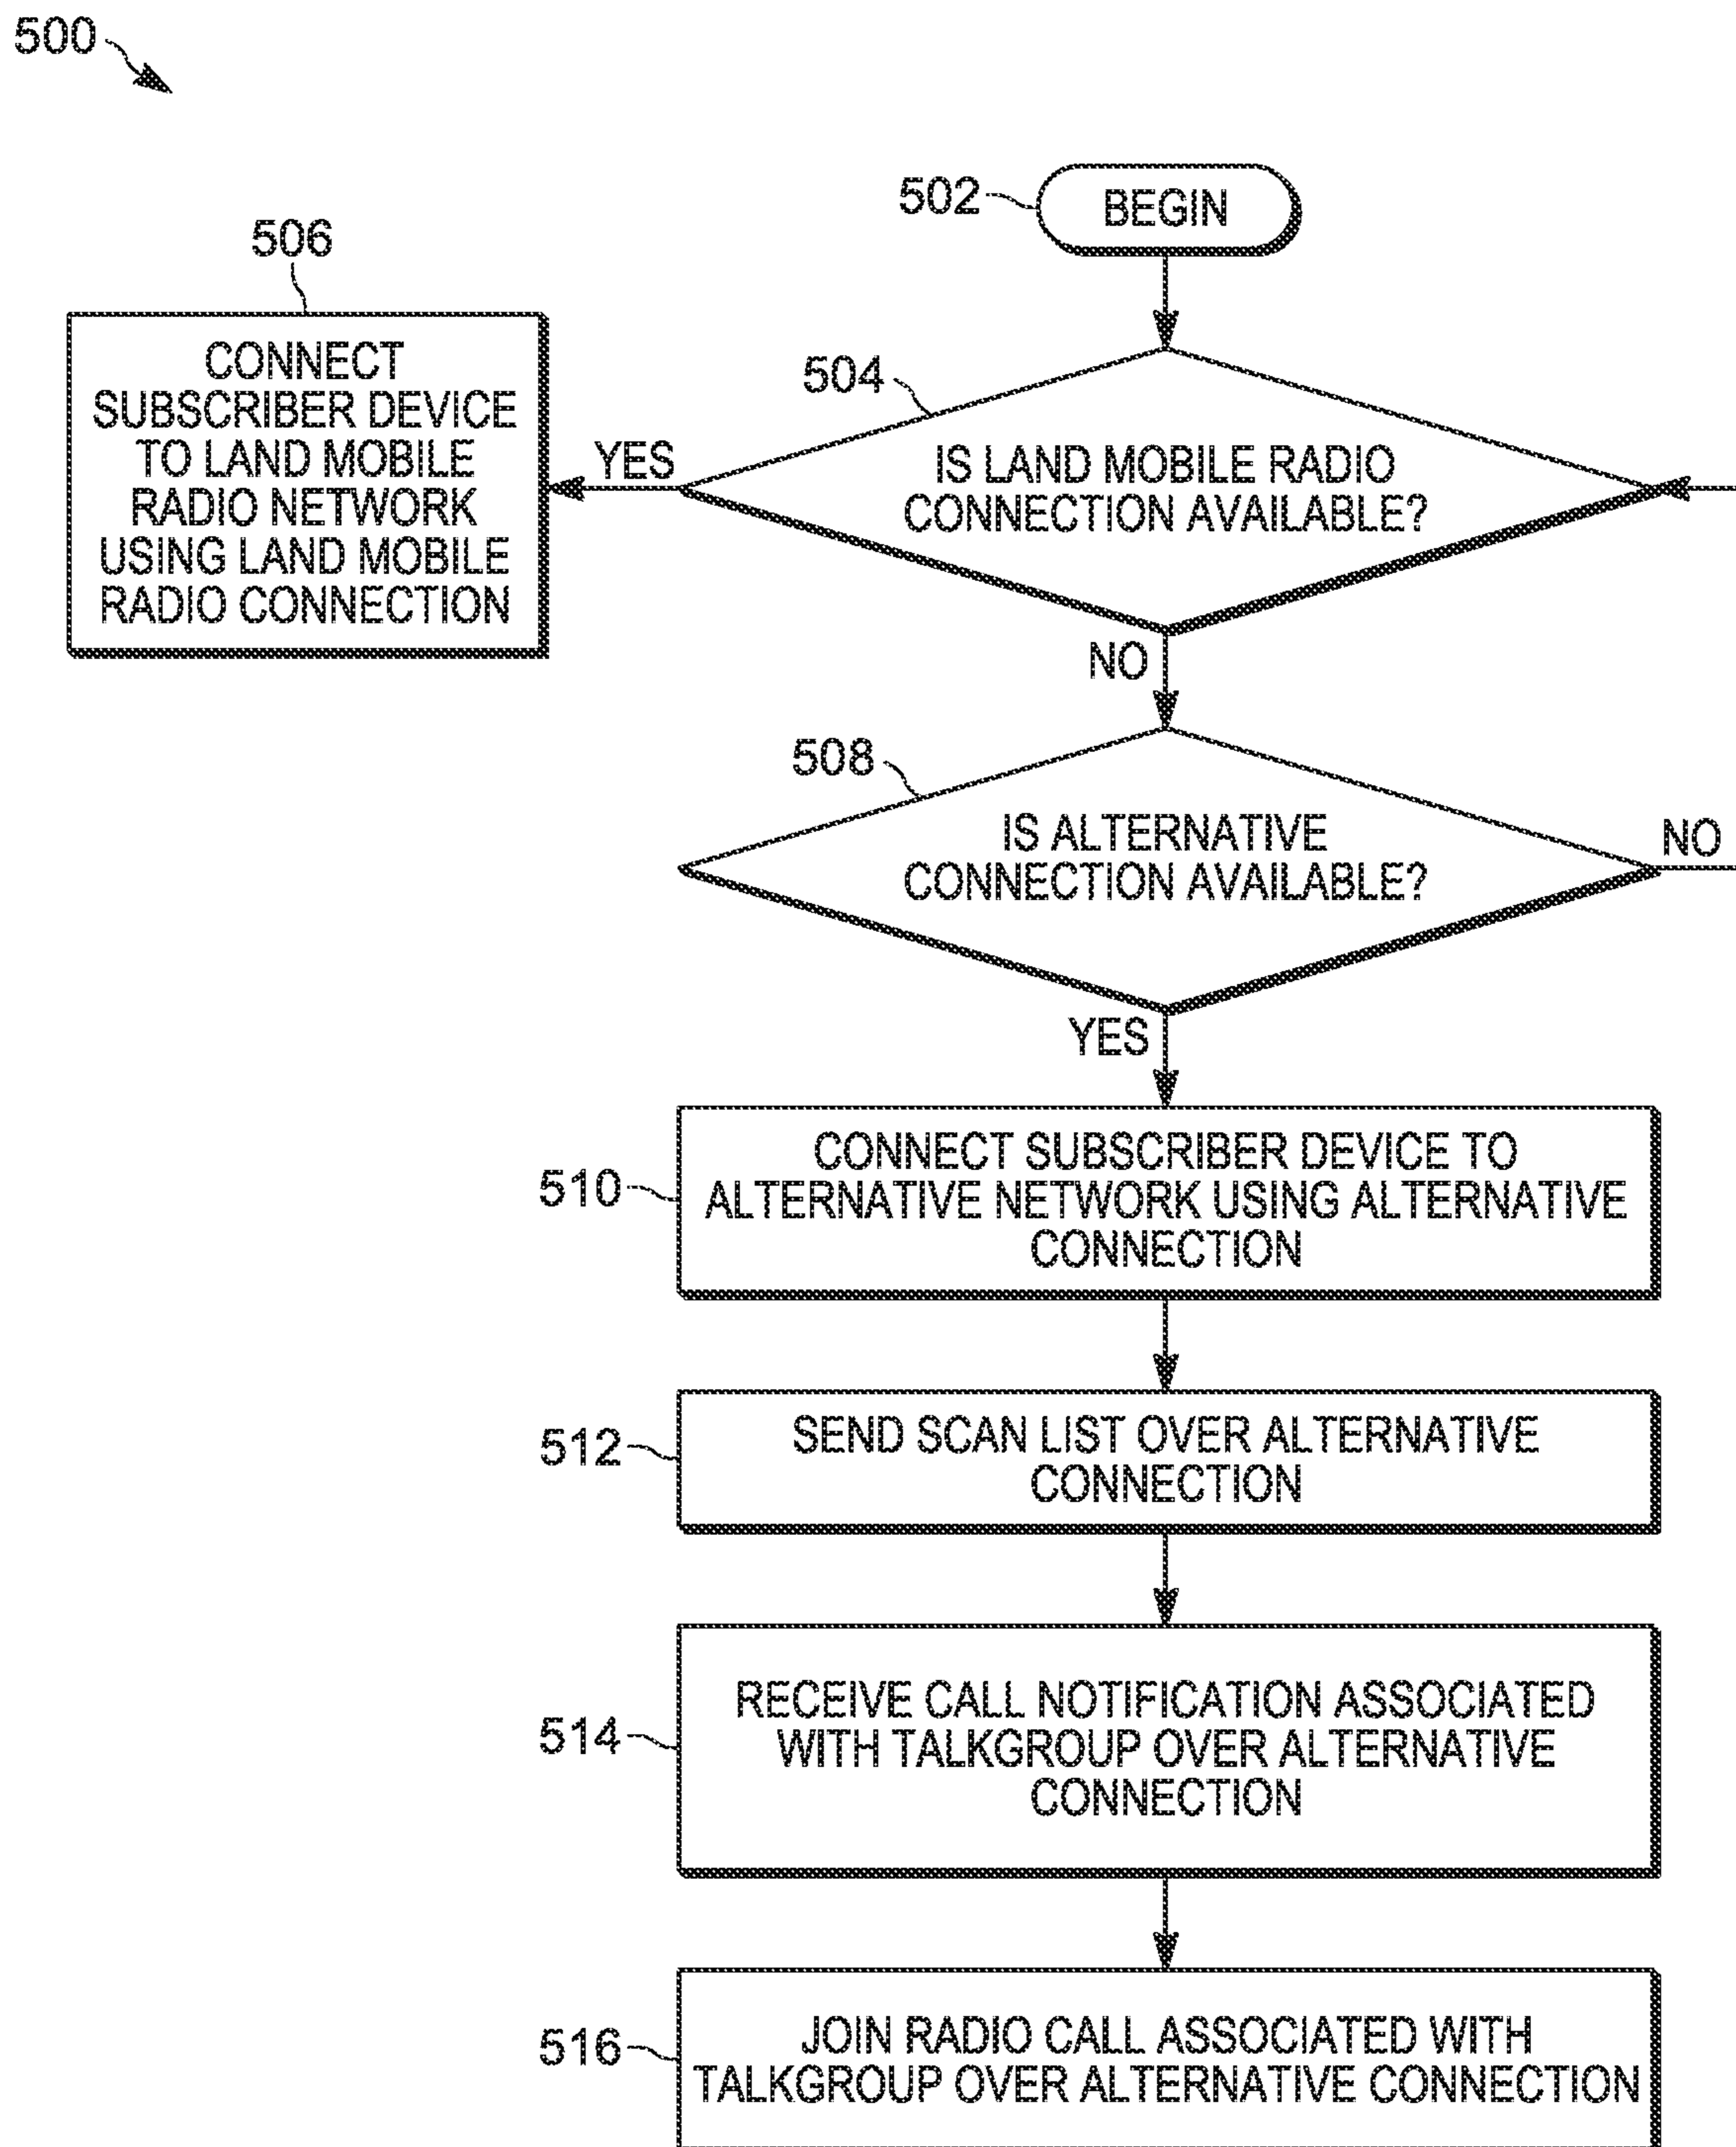 500
502
BEGIN
506
CONNECT
SUBSCRIBER DEVICE
TO LAND MOBILE
RADIO NETWORK
USING LAND MOBILE
RADIO CONNECTION
504
YES
IS LAND MOBILE RADIO
CONNECTION AVAILABLE?
NO
508
IS ALTERNATIVE
CONNECTION AVAILABLE?
NO
YES
510
CONNECT SUBSCRIBER DEVICE TO
ALTERNATIVE NETWORK USING ALTERNATIVE
CONNECTION
512
SEND SCAN LIST OVER ALTERNATIVE
CONNECTION
514
RECEIVE CALL NOTIFICATION ASSOCIATED
WITH TALKGROUP OVER ALTERNATIVE
CONNECTION
516
JOIN RADIO CALL ASSOCIATED WITH
TALKGROUP OVER ALTERNATIVE CONNECTION